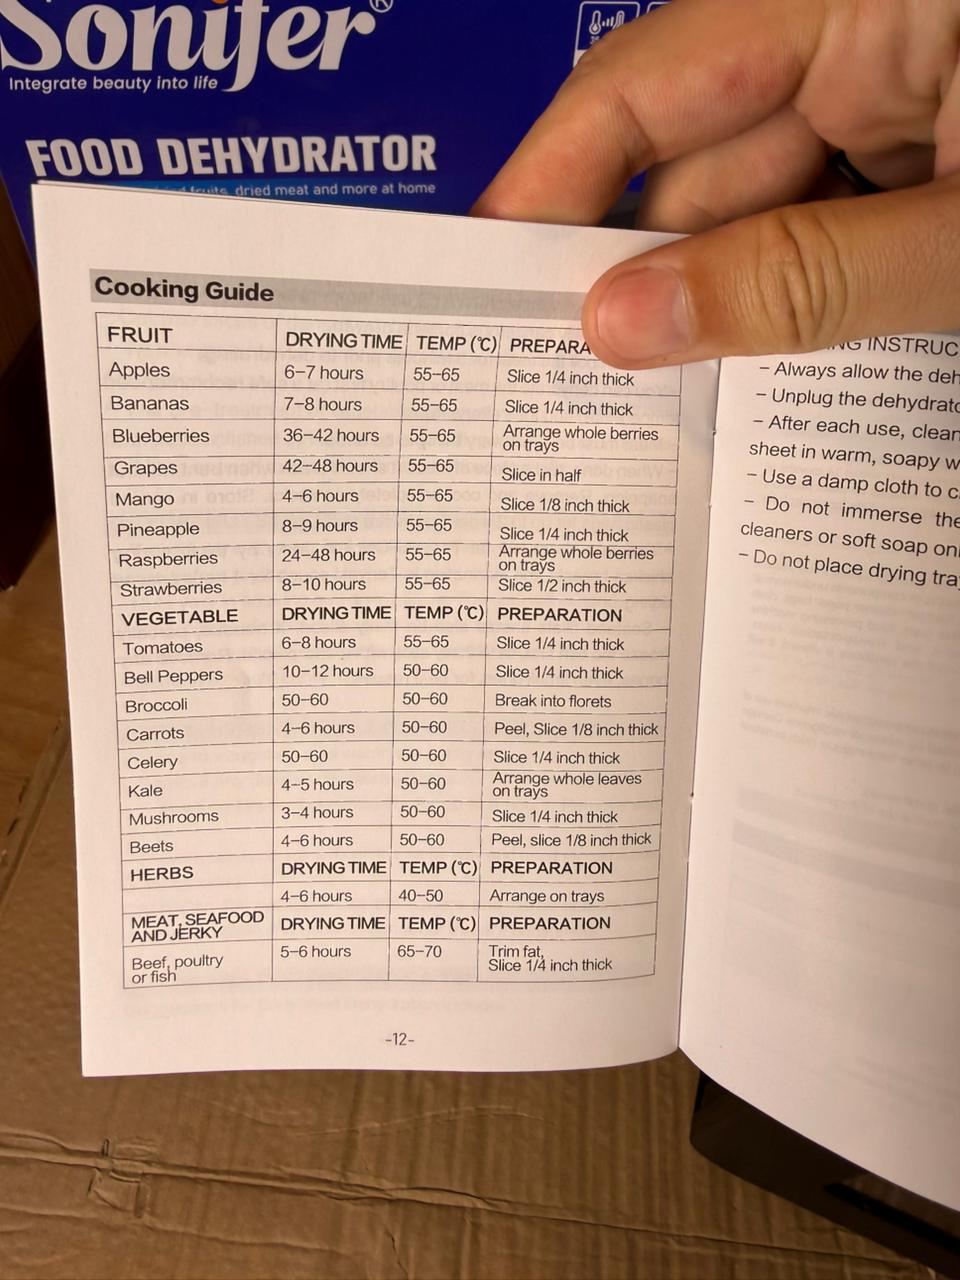 Sonifer®
Integrate beauty into life
FOOD DEHYDRATOR
dried meat and more at home
Cooking Guide
FRUIT DRYING TIME TEMP (℃)
Apples 6–7 hours 55–65 Slice 1/4 inch thick
Bananas 7–8 hours 55–65 Slice 1/4 inch thick
Blueberries 36–42 hours 55–65 Arrange whole berries
on trays
Grapes 42–48 hours 55–65 Slice in half
Mango 4–6 hours 55–65 Slice 1/8 inch thick
Pineapple 8–9 hours 55–65 Slice 1/4 inch thick
Raspberries 24–48 hours 55–65 Arrange whole berries
on trays
Strawberries 8–10 hours 55–65 Slice 1/2 inch thick
VEGETABLE DRYING TIME TEMP (℃) PREPARATION
Tomatoes 6–8 hours 55–65 Slice 1/4 inch thick
Bell Peppers 10–12 hours 50–60 Slice 1/4 inch thick
Broccoli 50–60 50–60 Break into florets
Carrots 4–6 hours 50–60 Peel, Slice 1/8 inch thick
Celery 50–60 50–60 Slice 1/4 inch thick
Kale 4–5 hours 50–60 Arrange whole leaves
on trays
Mushrooms 3–4 hours 50–60 Slice 1/4 inch thick
Beets 4–6 hours 50–60 Peel, slice 1/8 inch thick
HERBS DRYING TIME TEMP (℃) PREPARATION
4–6 hours 40–50 Arrange on trays
MEAT, SEAFOOD
AND JERKY DRYING TIME TEMP (℃) PREPARATION
Beef, poultry
or fish 5–6 hours 65–70 Trim fat,
Slice 1/4 inch thick
-12-
– Always allow the
– Unplug the
– After each use,
sheet in warm, soapy
– Use a damp cloth to
– Do not immerse
cleaners or soft soap
– Do not place drying